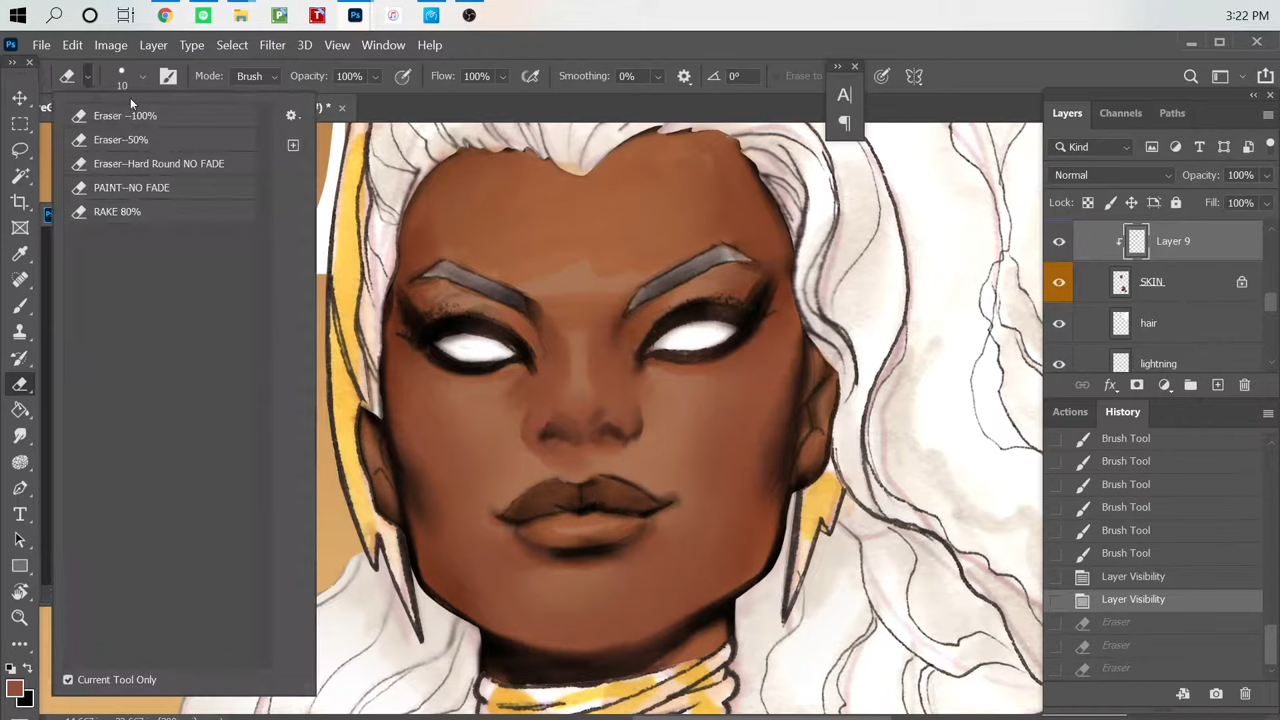 3:22 PM
Ps File Edit Image Layer Type Select Filter 3D View Window Help
10 Mode: Brush Opacity: 100% Flow: 100% Smoothing: 0% 0° Erase to
Eraser --100%
Eraser--50%
Eraser--Hard Round NO FADE
PAINT--NO FADE
RAKE 80%
Current Tool Only
Layers Channels Paths
Kind
Normal Opacity: 100%
Lock: Fill: 100%
Layer 9
SKIN
hair
lightning
Actions History
Brush Tool
Brush Tool
Brush Tool
Brush Tool
Brush Tool
Brush Tool
Layer Visibility
Layer Visibility
Eraser
Eraser
Eraser